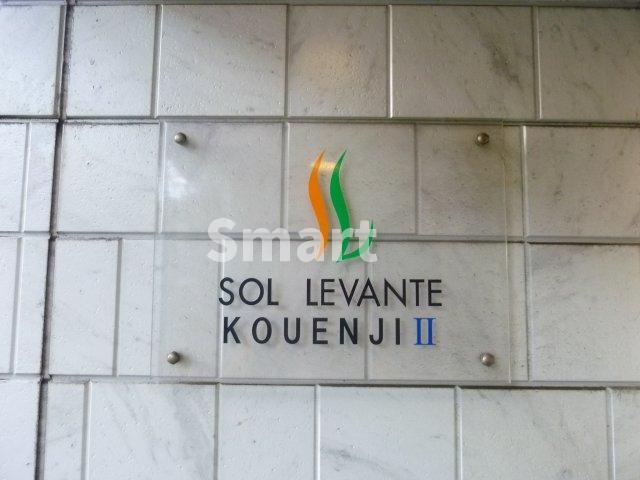 Smart
SOL LEVANTE
KOUENJI II